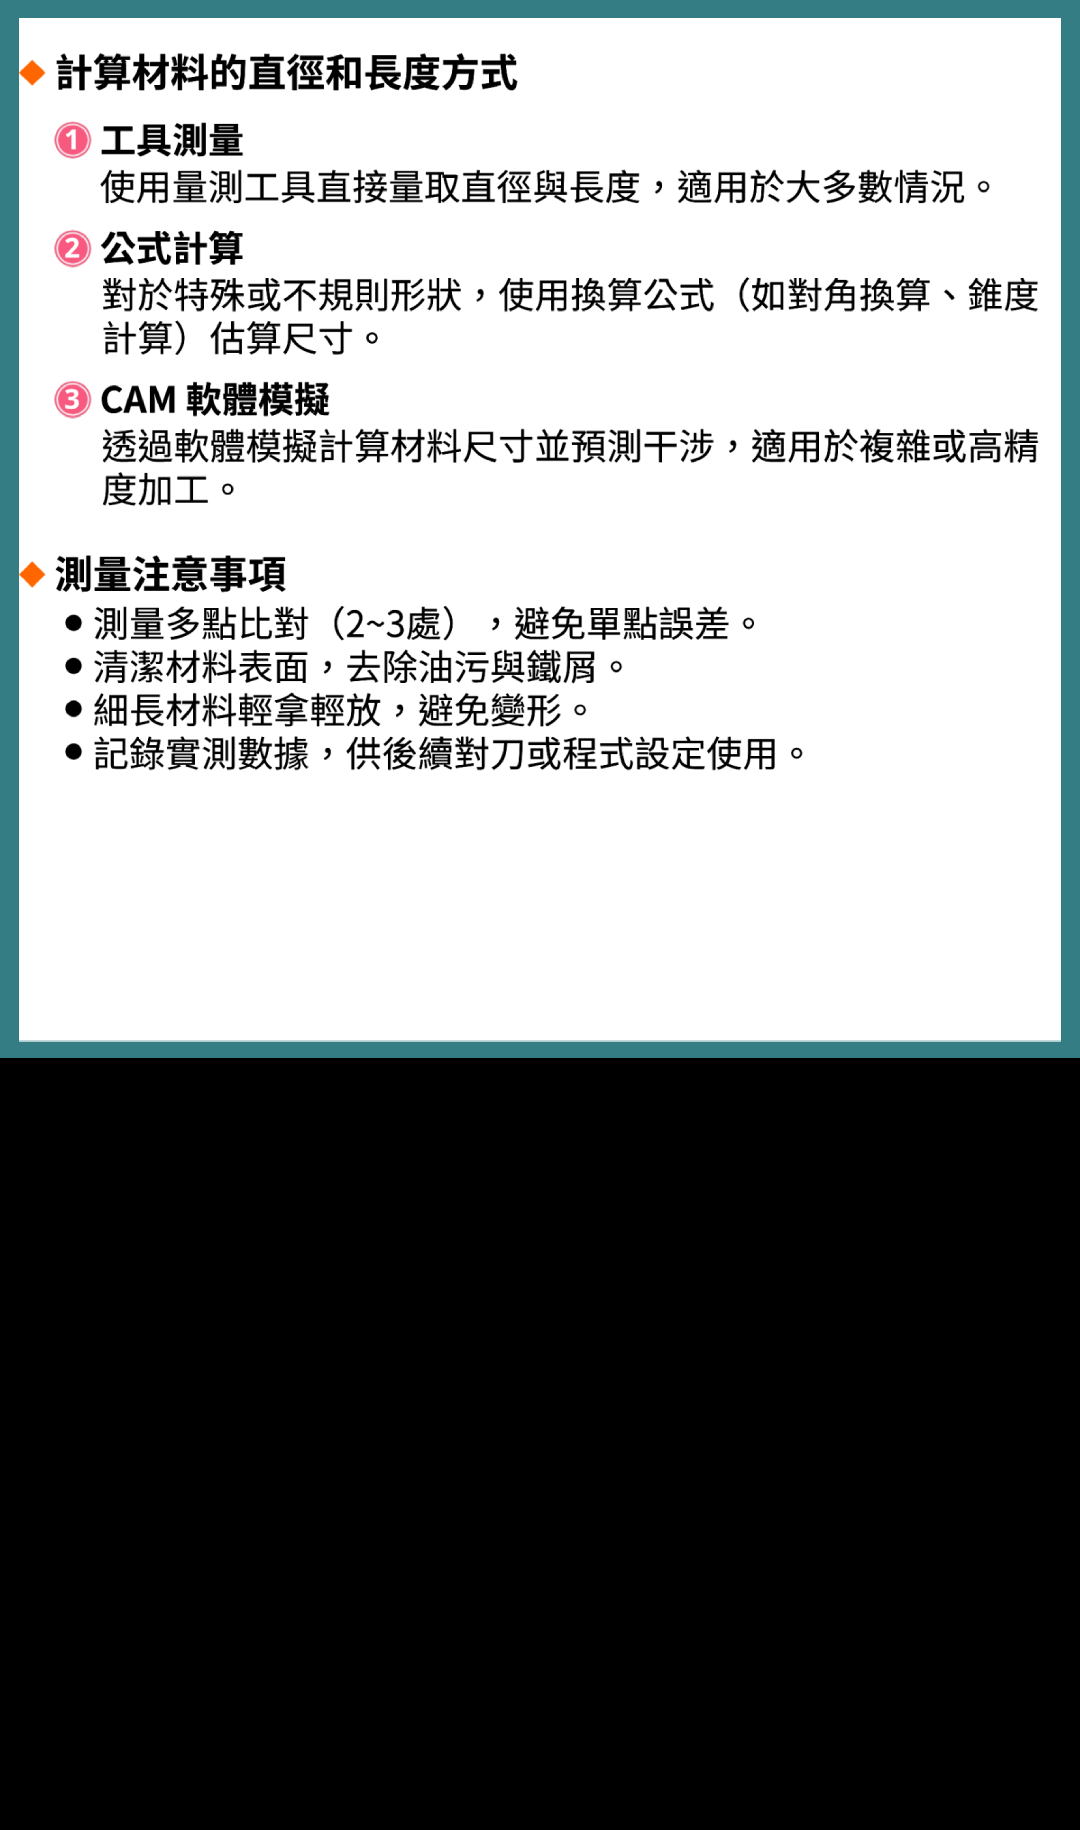 ◆ 計算材料的直徑和長度方式
1 工具測量
使用量測工具直接量取直徑與長度，適用於大多數情況。
2 公式計算
對於特殊或不規則形狀，使用換算公式（如對角換算、錐度
計算）估算尺寸。
3 CAM 軟體模擬
透過軟體模擬計算材料尺寸並預測干涉，適用於複雜或高精
度加工。
◆ 測量注意事項
● 測量多點比對（2~3處），避免單點誤差。
● 清潔材料表面，去除油污與鐵屑。
● 細長材料輕拿輕放，避免變形。
● 記錄實測數據，供後續對刀或程式設定使用。